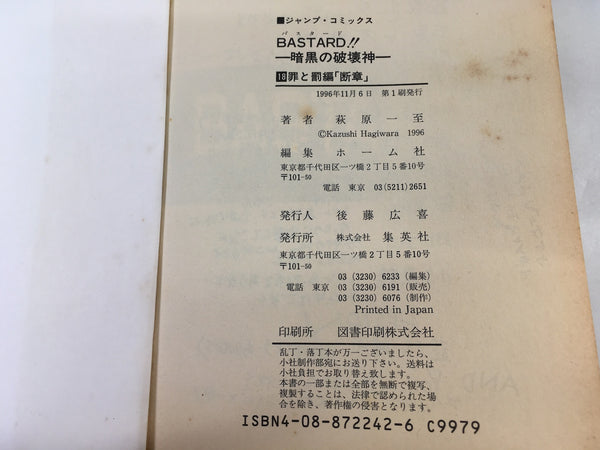 ■ジャンプ・コミックス
バスタード
BASTARD!!
―暗黒の破壊神―
18罪と罰編「断章」
1996年11月6日 第1刷発行
著者 萩原一至
©Kazushi Hagiwara 1996
編集 ホーム社
東京都千代田区一ツ橋2丁目5番10号
〒101-50
電話 東京 03(5211)2651
発行人 後藤広喜
発行所 株式会社 集英社
東京都千代田区一ツ橋2丁目5番10号
〒101-50
03(3230)6233(編集)
電話 東京 03(3230)6191(販売)
03(3230)6076(制作)
Printed in Japan
印刷所 図書印刷株式会社
乱丁・落丁本が万一ございましたら、
小社制作部宛にお送り下さい。送料は
小社負担でお取り替え致します。
本書の一部または全部を無断で複写、
複製することは、法律で認められた場
合を除き、著作権の侵害となります。
ISBN4-08-872242-6 C9979